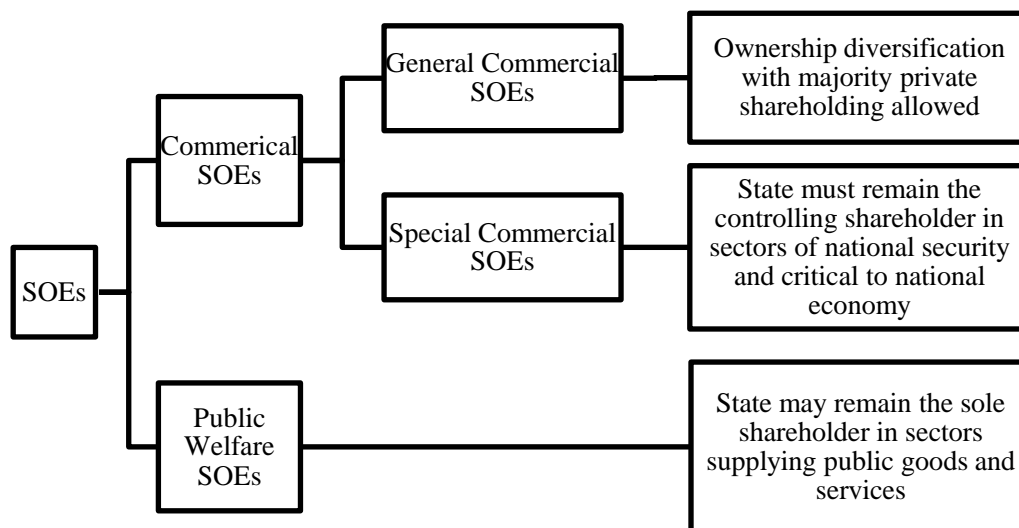 SOEs
Commerical
SOEs
General Commercial
SOEs
Ownership diversification
with majority private
shareholding allowed
Special Commercial
SOEs
State must remain the
controlling shareholder in
sectors of national security
and critical to national
economy
Public
Welfare
SOEs
State may remain the sole
shareholder in sectors
supplying public goods and
services